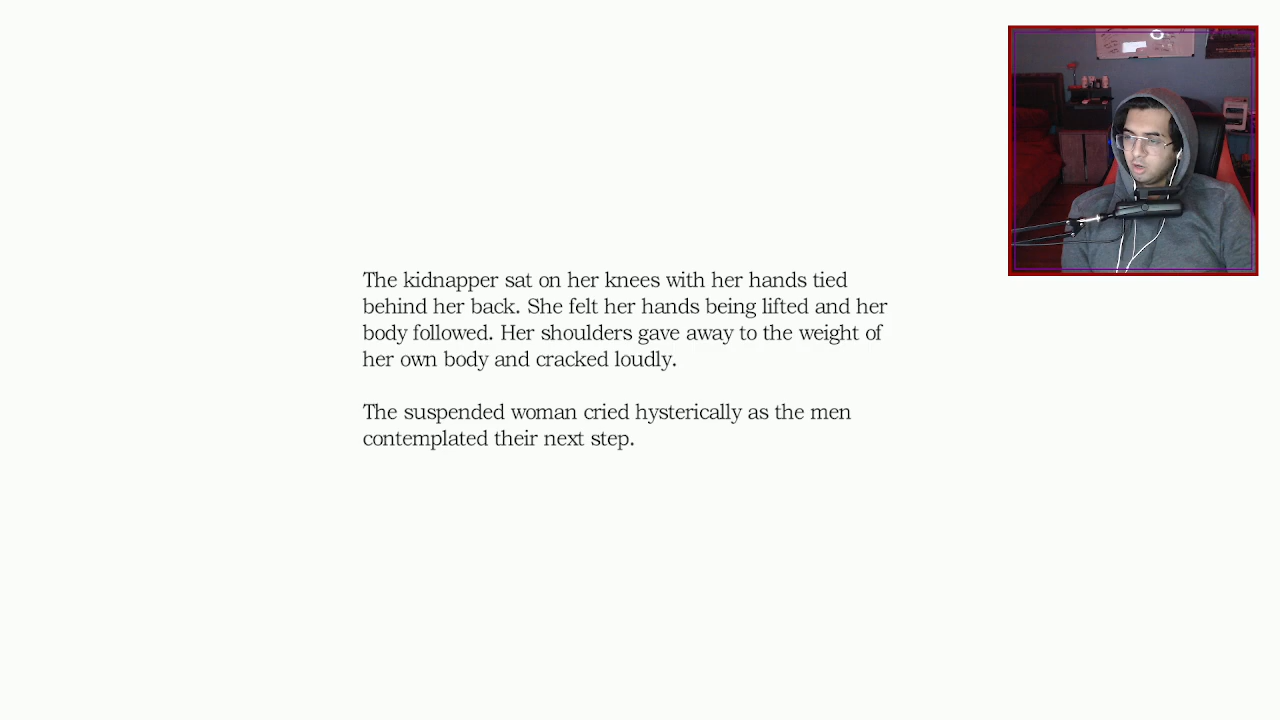 The kidnapper sat on her knees with her hands tied
behind her back. She felt her hands being lifted and her
body followed. Her shoulders gave away to the weight of
her own body and cracked loudly.
The suspended woman cried hysterically as the men
contemplated their next step.